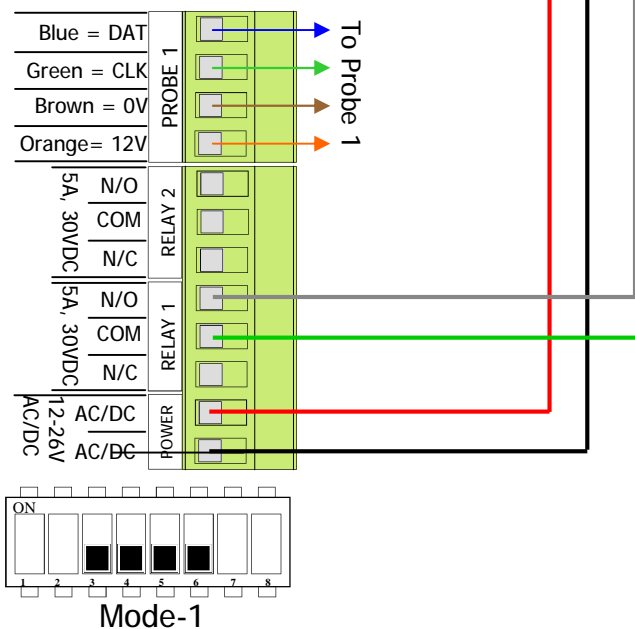 Blue = DAT
Green = CLK
Brown = 0V
Orange= 12V
PROBE 1
To Probe 1
5A, 30VDC
N/O
COM
N/C
RELAY 2
5A, 30VDC
N/O
COM
N/C
RELAY 1
12-26V
AC/DC
AC/DC
AC/DC
POWER
ON
1 2 3 4 5 6 7 8
Mode-1